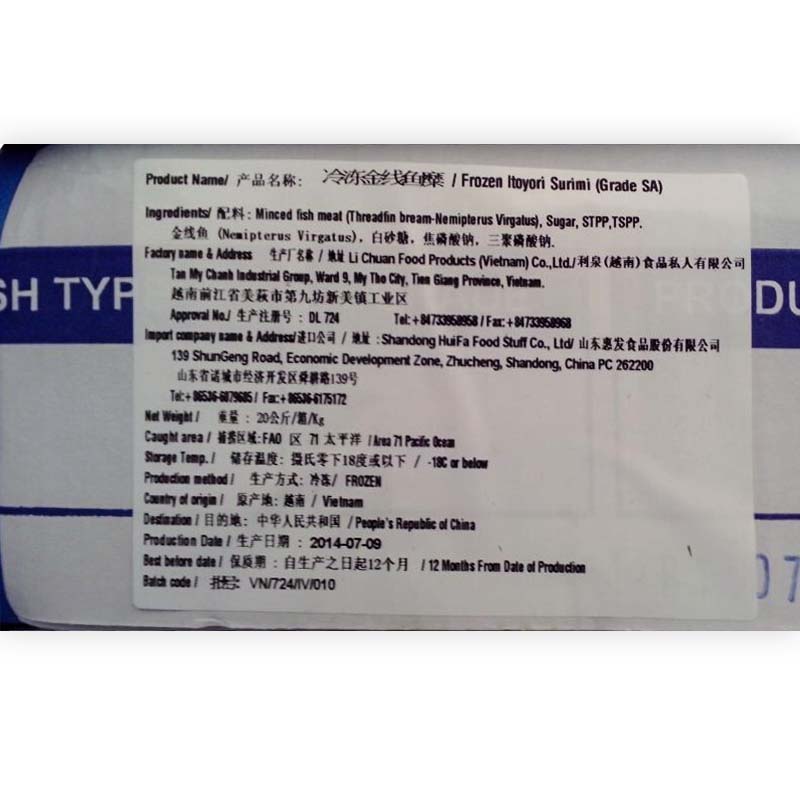 Product Name/ 产品名称: 冷冻金线鱼糜 / Frozen Itoyori Surimi (Grade SA)
Ingredients/ 配料: Minced fish meat (Threadfin bream-Nemipterus Virgatus), Sugar, STPP,TSPP.
金线鱼 (Nemipterus Virgatus), 白砂糖, 焦磷酸钠, 三聚磷酸钠.
Factory name & Address 生产厂名称 / 地址 Li Chuan Food Products (Vietnam) Co.,Ltd./ 利泉(越南)食品私人有限公司
Tan My Chanh Industrial Group, Ward 9, My Tho City, Tien Giang Province, Vietnam.
越南前江省美萩市第九坊新美镇工业区
Approval No./ 生产注册号 : DL 724 Tel: +84733958958 / Fax: +84733958968
Import company name & Address/进口公司 / 地址 :Shandong HuiFa Food Stuff Co., Ltd/ 山东惠发食品股份有限公司
139 ShunGeng Road, Economic Development Zone, Zhucheng, Shandong, China PC 262200
山东省诸城市经济开发区舜耕路139号
Tel: + 86536-6879685 / Fax: + 86536-6175172
Net Weight / 重量 : 20公斤/箱/Kg
Caught area / 捕捞区域:FAO 区 71 太平洋 /Area 71 Pacific Ocean
Storage Temp. / 储存温度: 摄氏零下18度或以下 / -18C or below
Production method / 生产方式: 冷冻/ FROZEN
Country of origin / 原产地: 越南 / Vietnam
Destination / 目的地: 中华人民共和国 /People's Republic of China
Production Date / 生产日期 : 2014-07-09
Best before date / 保质期 : 自生产之日起12个月 / 12 Months From Date of Production
Batch code / 批号: VN/724/IV/010
SH TYP
DU
07